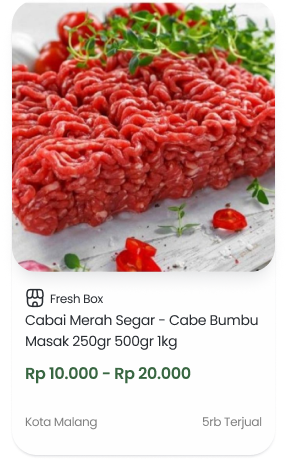 Fresh Box
Cabai Merah Segar - Cabe Bumbu
Masak 250gr 500gr 1kg
Rp 10.000 - Rp 20.000
Kota Malang
5rb Terjual